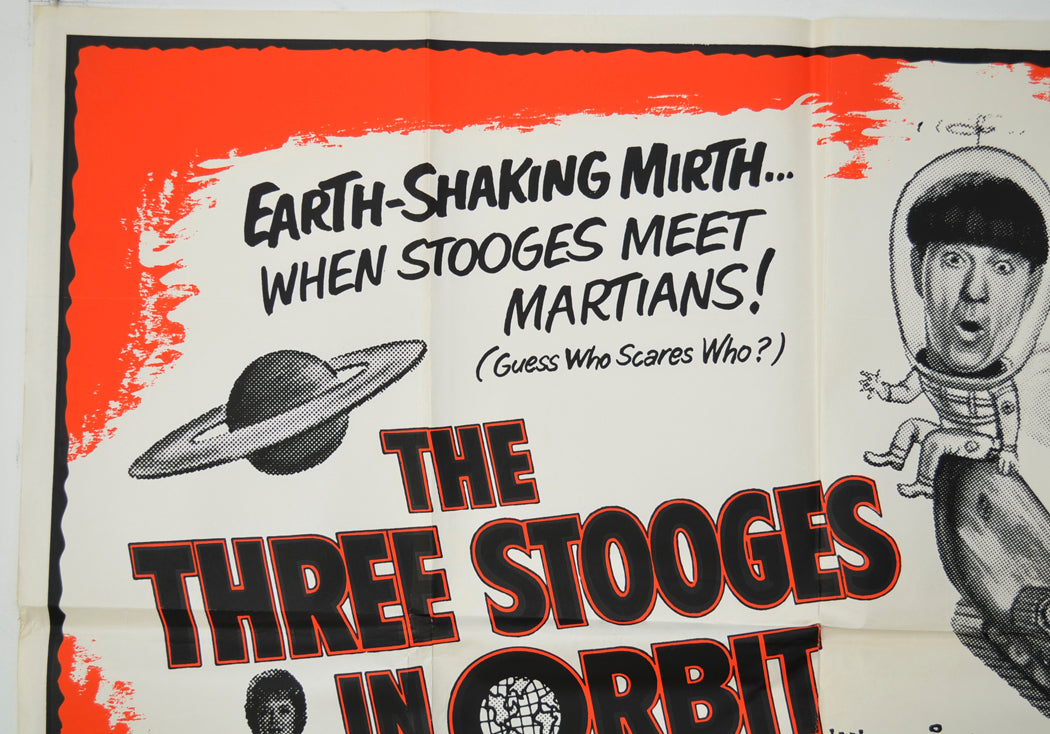 EARTH-SHAKING MIRTH...
WHEN STOOGES MEET
MARTIANS!
(Guess Who Scares Who?)
THE
THREE STOOGES
IN ORBIT